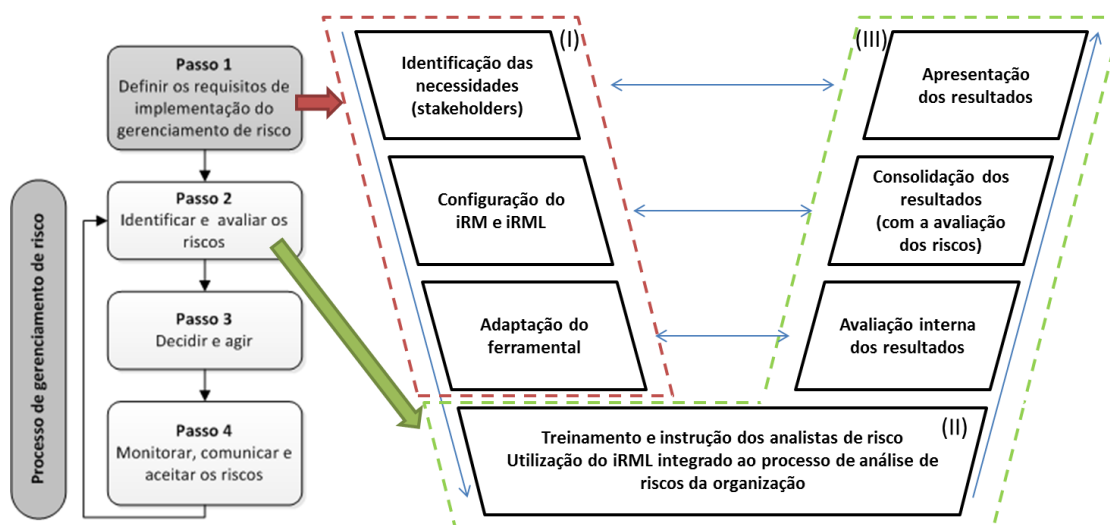 Processo de gerenciamento de risco
Passo 1
Definir os requisitos de
implementação do
gerenciamento de risco
Passo 2
Identificar e avaliar os
riscos
Passo 3
Decidir e agir
Passo 4
Monitorar, comunicar e
aceitar os riscos
(I)
Identificação das
necessidades
(stakeholders)
Configuração do
iRM e iRML
Adaptação do
ferramental
(II)
Treinamento e instrução dos analistas de risco
Utilização do iRML integrado ao processo de análise de
riscos da organização
(III)
Apresentação
dos resultados
Consolidação dos
resultados
(com a avaliação
dos riscos)
Avaliação interna
dos resultados